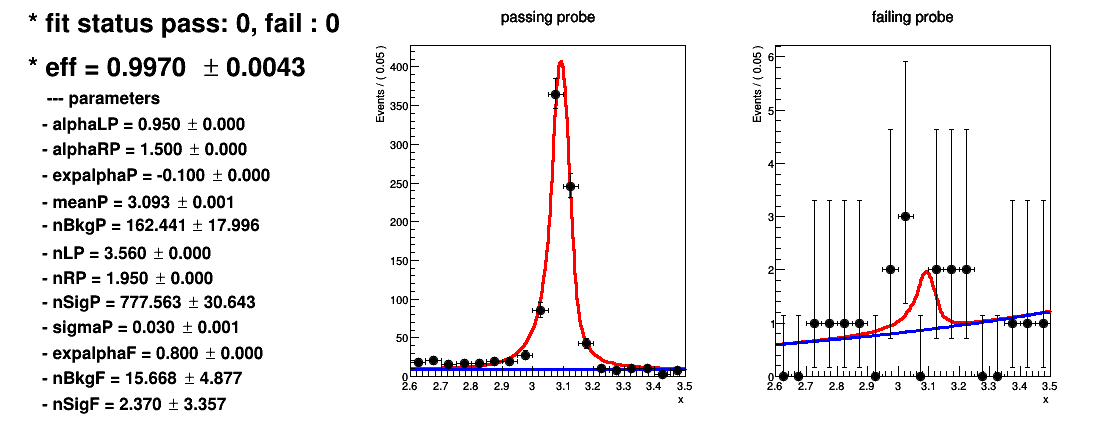 * fit status pass: 0, fail : 0
* eff = 0.9970 ± 0.0043
--- parameters
- alphaLP = 0.950 ± 0.000
- alphaRP = 1.500 ± 0.000
- expalphaP = -0.100 ± 0.000
- meanP = 3.093 ± 0.001
- nBkgP = 162.441 ± 17.996
- nLP = 3.560 ± 0.000
- nRP = 1.950 ± 0.000
- nSigP = 777.563 ± 30.643
- sigmaP = 0.030 ± 0.001
- expalphaF = 0.800 ± 0.000
- nBkgF = 15.668 ± 4.877
- nSigF = 2.370 ± 3.357
passing probe
Events / ( 0.05 )
400
350
300
250
200
150
100
50
0
2.6 2.7 2.8 2.9 3 3.1 3.2 3.3 3.4 3.5
x
failing probe
Events / ( 0.05 )
6
5
4
3
2
1
0
2.6 2.7 2.8 2.9 3 3.1 3.2 3.3 3.4 3.5
x